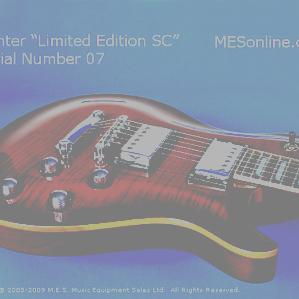 nter “Limited Edition SC”
ial Number 07
MESonline.c
2005-2009 M.E.S. Music Equipment Sales Ltd. All Rights Reserved.